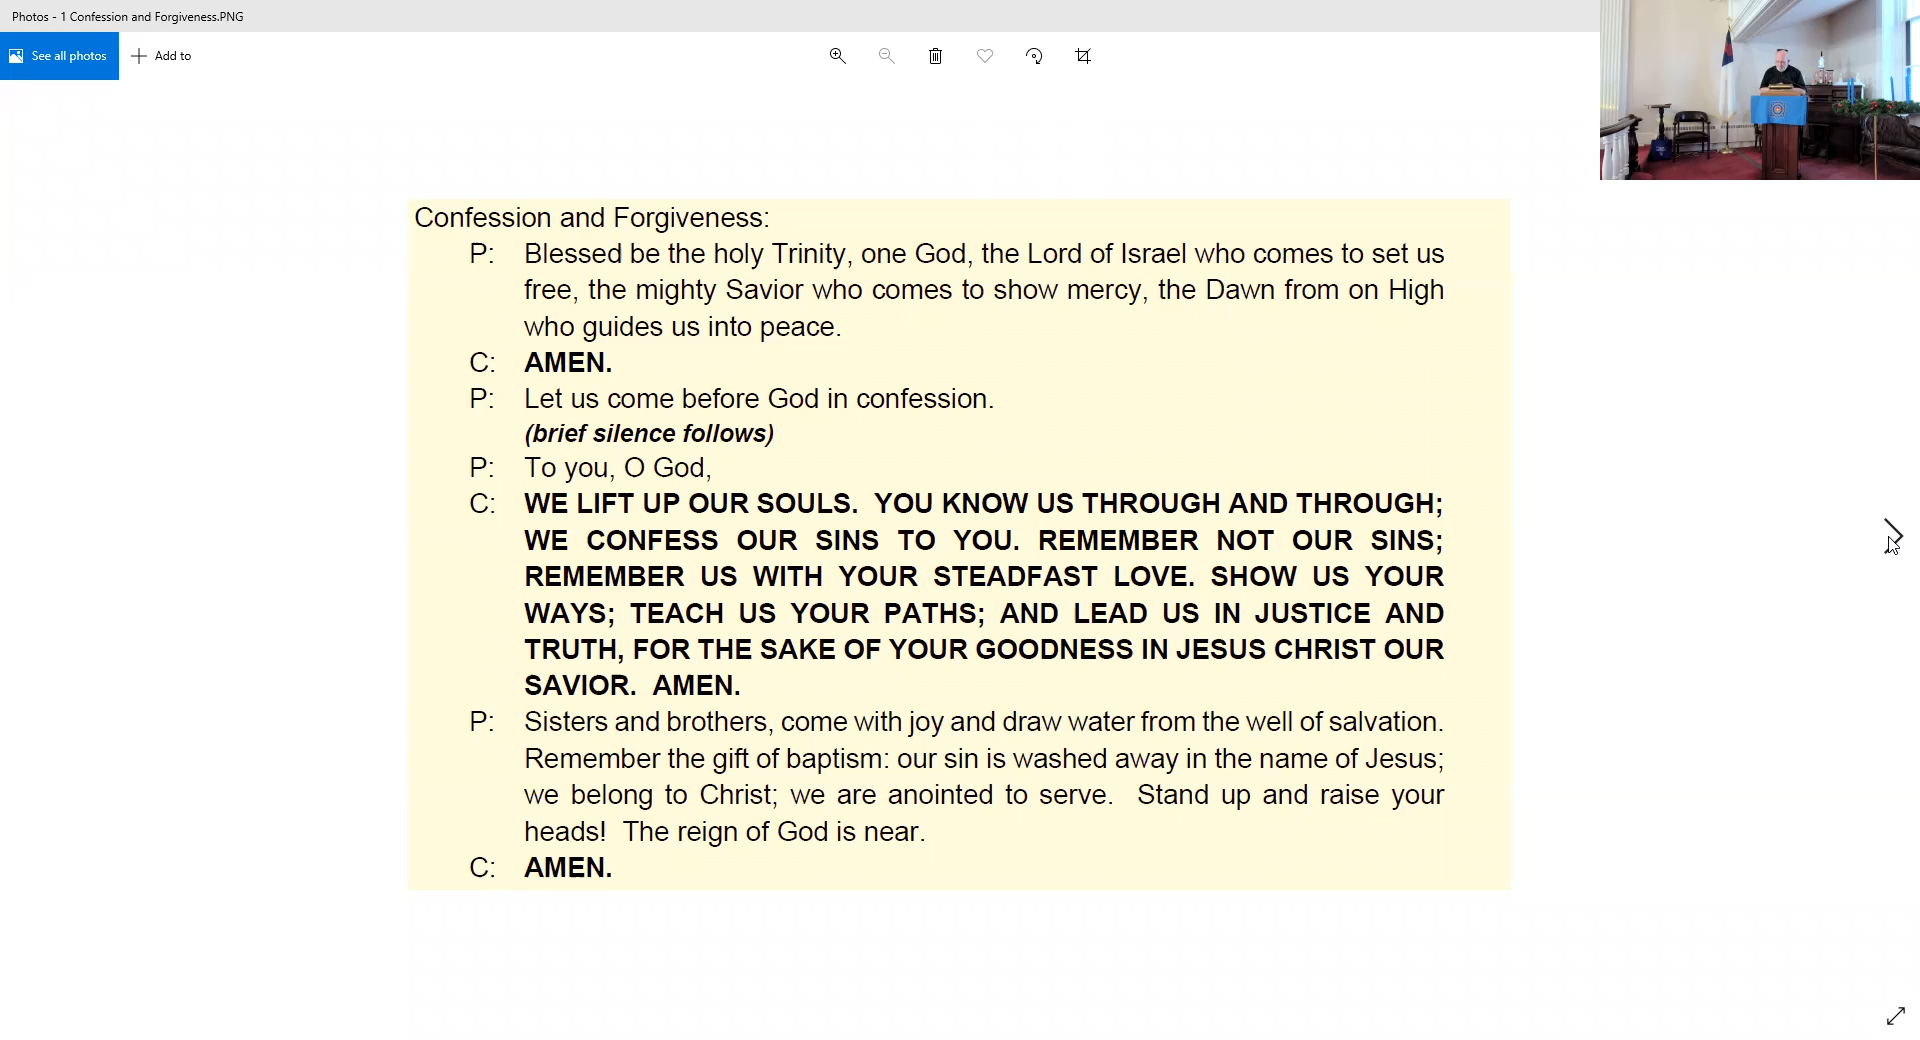 Photos - 1 Confession and Forgiveness.PNG
See all photos
Add to
Confession and Forgiveness:
P: Blessed be the holy Trinity, one God, the Lord of Israel who comes to set us
free, the mighty Savior who comes to show mercy, the Dawn from on High
who guides us into peace.
C: AMEN.
P: Let us come before God in confession.
(brief silence follows)
P: To you, O God,
C: WE LIFT UP OUR SOULS.  YOU KNOW US THROUGH AND THROUGH;
WE CONFESS OUR SINS TO YOU. REMEMBER NOT OUR SINS;
REMEMBER US WITH YOUR STEADFAST LOVE. SHOW US YOUR
WAYS; TEACH US YOUR PATHS; AND LEAD US IN JUSTICE AND
TRUTH, FOR THE SAKE OF YOUR GOODNESS IN JESUS CHRIST OUR
SAVIOR.  AMEN.
P: Sisters and brothers, come with joy and draw water from the well of salvation.
Remember the gift of baptism: our sin is washed away in the name of Jesus;
we belong to Christ; we are anointed to serve.  Stand up and raise your
heads!  The reign of God is near.
C: AMEN.